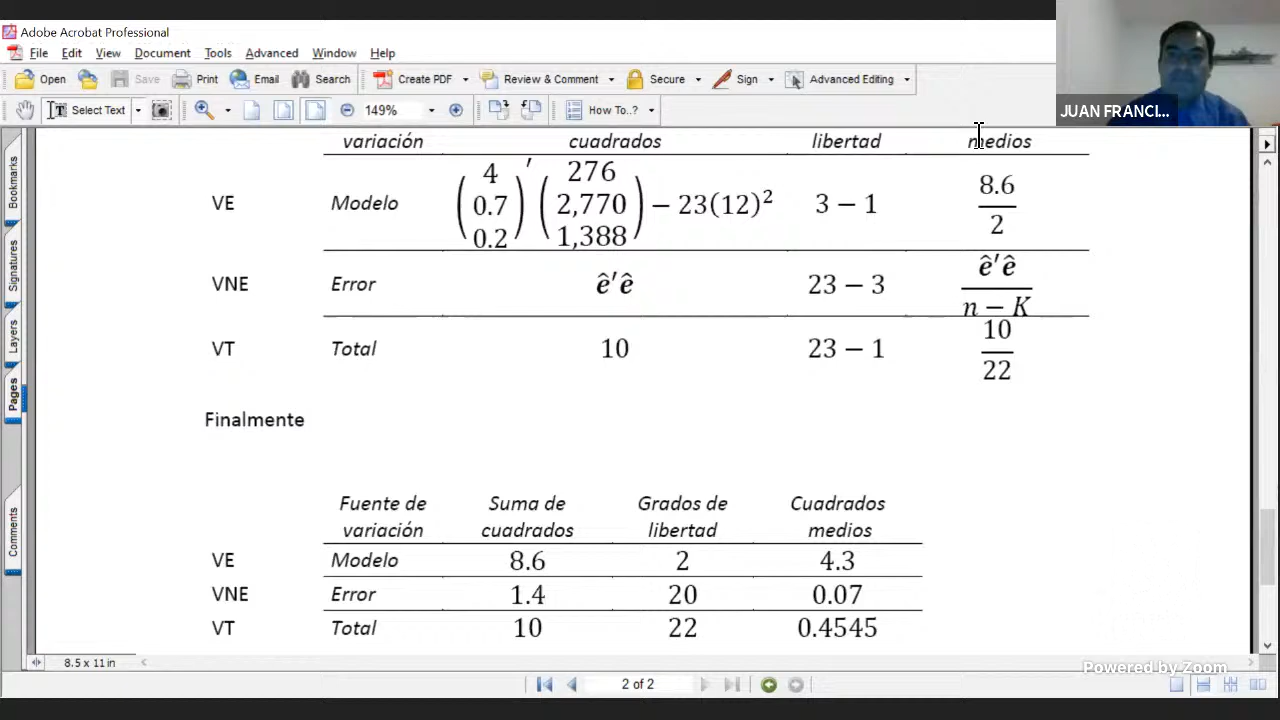 Adobe Acrobat Professional
File Edit View Document Tools Advanced Window Help
Open Save Print Email Search Create PDF Review & Comment Secure Sign Advanced Editing
Select Text 149% How To..?
JUAN FRANCI...
Bookmarks
Signatures
Layers
Pages
Comments
variación cuadrados libertad medios
VE Modelo (4 0.7 0.2)′ (276 2,770 1,388) − 23(12)² 3 − 1 8.6/2
VNE Error ê′ê 23 − 3 ê′ê/n − K
VT Total 10 23 − 1 10/22
Finalmente
Fuente de Suma de Grados de Cuadrados
variación cuadrados libertad medios
VE Modelo 8.6 2 4.3
VNE Error 1.4 20 0.07
VT Total 10 22 0.4545
8.5 x 11 in
Powered by Zoom
2 of 2